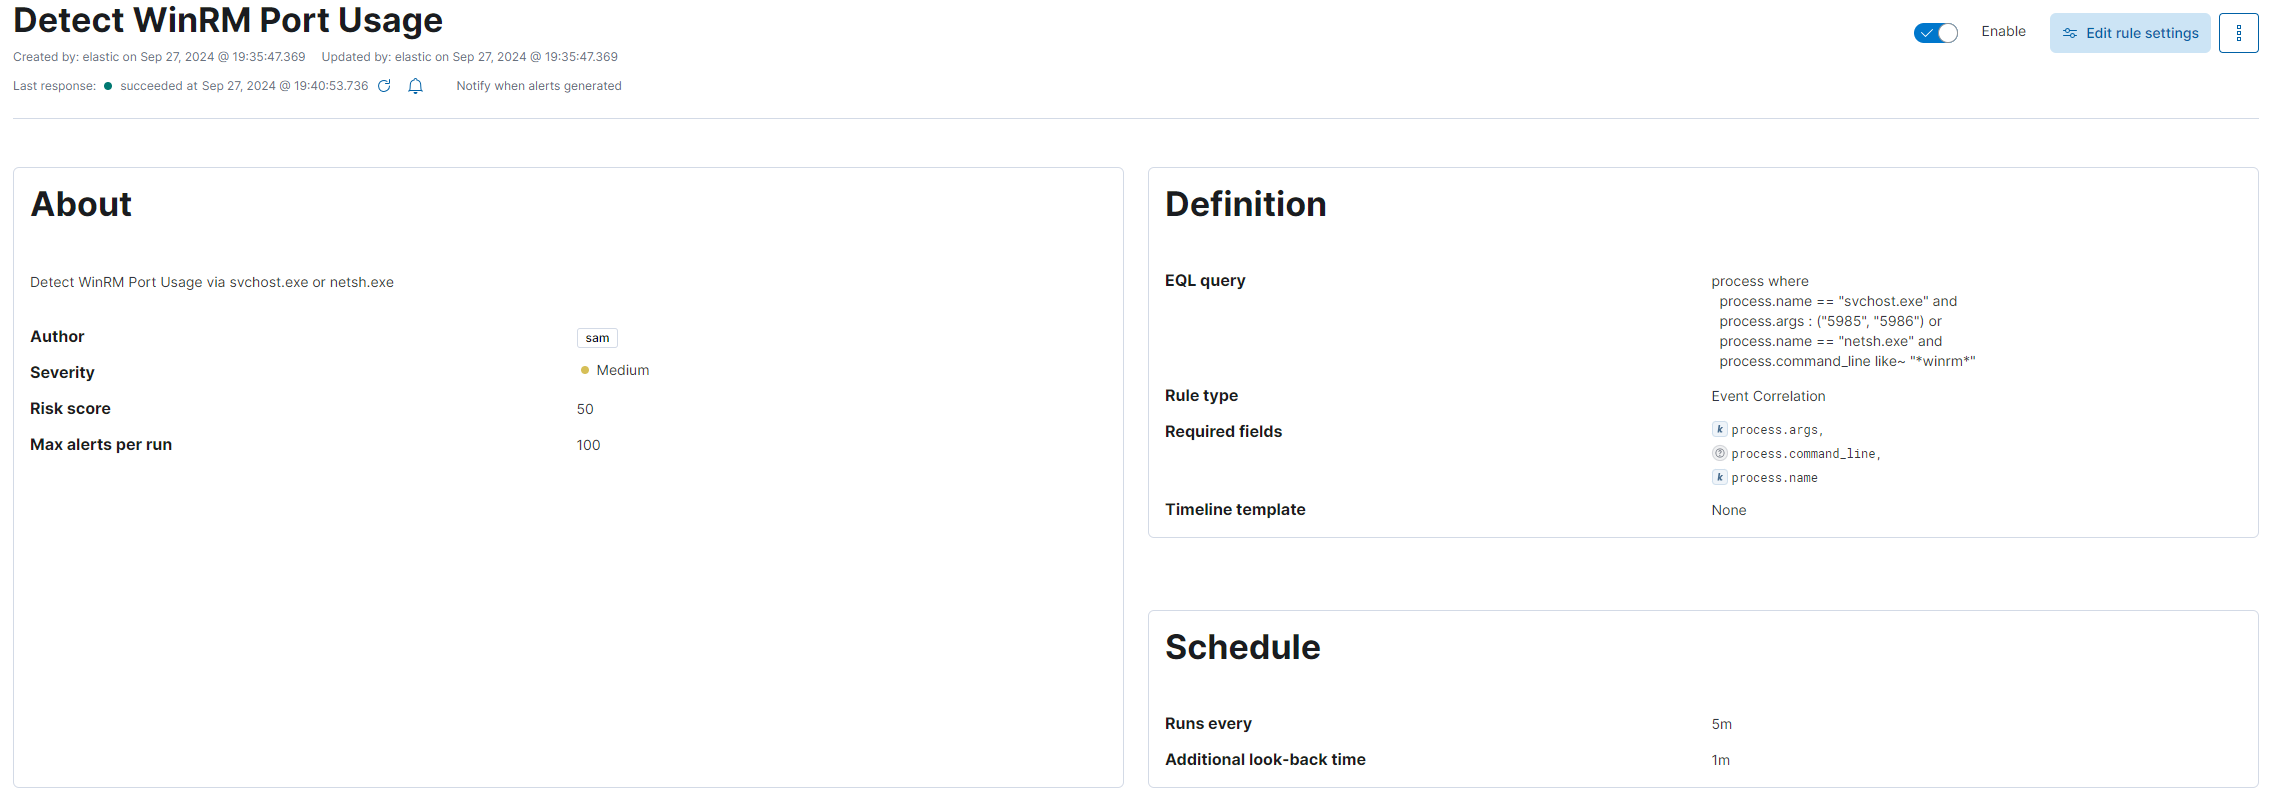 Detect WinRM Port Usage
Enable
Edit rule settings
Created by: elastic on Sep 27, 2024 @ 19:35:47.369 Updated by: elastic on Sep 27, 2024 @ 19:35:47.369
Last response: succeeded at Sep 27, 2024 @ 19:40:53.736 Notify when alerts generated
About
Detect WinRM Port Usage via svchost.exe or netsh.exe
Author sam
Severity Medium
Risk score 50
Max alerts per run 100
Definition
EQL query process where
process.name == "svchost.exe" and
process.args : ("5985", "5986") or
process.name == "netsh.exe" and
process.command_line like~ "*winrm*"
Rule type Event Correlation
Required fields k process.args,
? process.command_line,
k process.name
Timeline template None
Schedule
Runs every 5m
Additional look-back time 1m